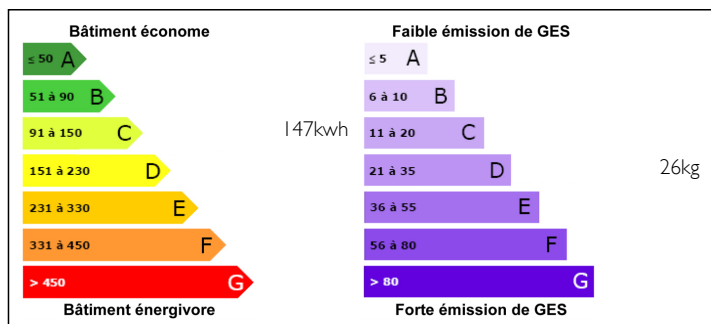 Bâtiment économe
≤ 50 A
51 à 90 B
91 à 150 C
147kwh
151 à 230 D
231 à 330 E
331 à 450 F
> 450 G
Bâtiment énergivore
Faible émission de GES
≤ 5 A
6 à 10 B
11 à 20 C
21 à 35 D
26kg
36 à 55 E
56 à 80 F
> 80 G
Forte émission de GES